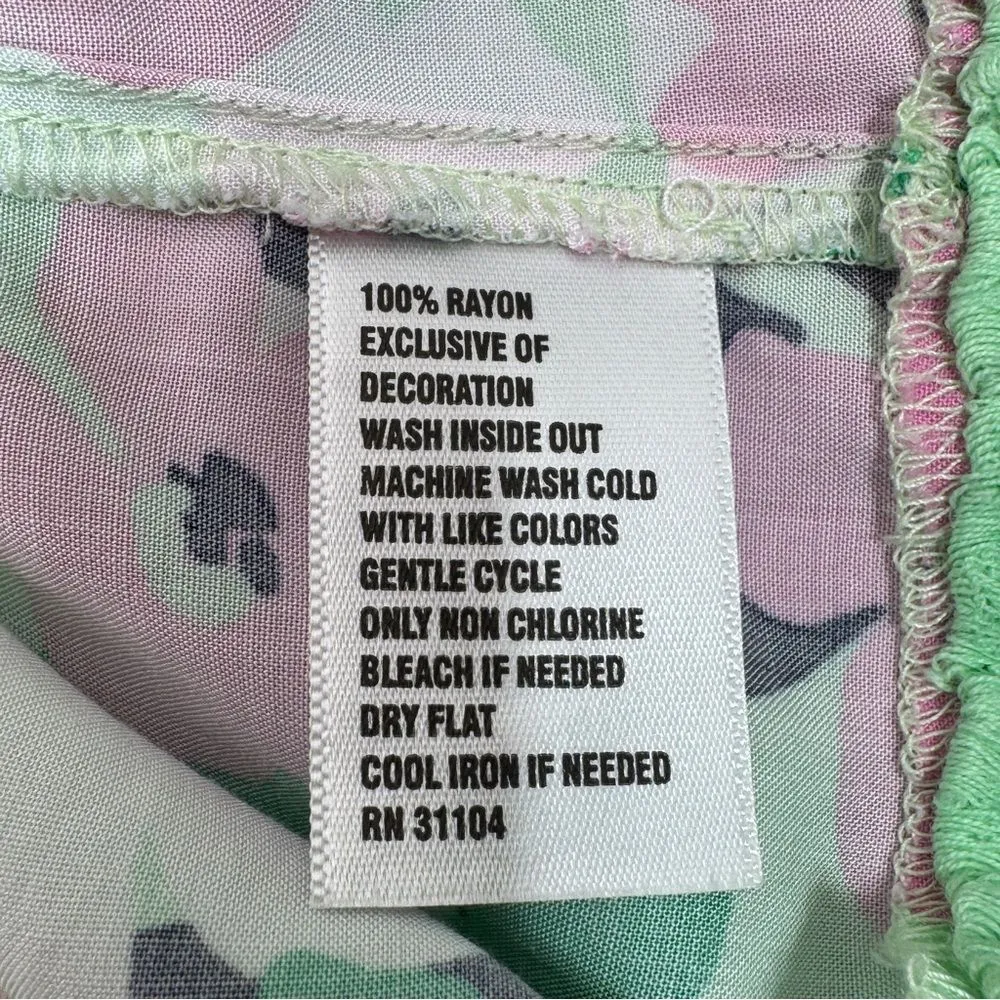 100% RAYON
EXCLUSIVE OF
DECORATION
WASH INSIDE OUT
MACHINE WASH COLD
WITH LIKE COLORS
GENTLE CYCLE
ONLY NON CHLORINE
BLEACH IF NEEDED
DRY FLAT
COOL IRON IF NEEDED
RN 31104